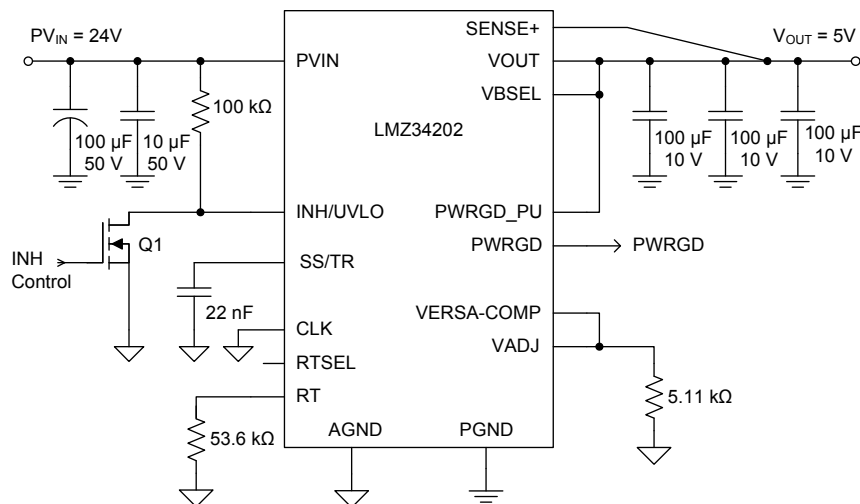 PVIN = 24V
SENSE+
VOUT = 5V
PVIN
VOUT
VBSEL
100 kΩ
LMZ34202
100 µF
50 V
10 µF
50 V
100 µF
10 V
100 µF
10 V
100 µF
10 V
INH/UVLO
PWRGD_PU
Q1
PWRGD
PWRGD
INH
Control
SS/TR
22 nF
VERSA-COMP
CLK
VADJ
RTSEL
RT
5.11 kΩ
53.6 kΩ
AGND
PGND